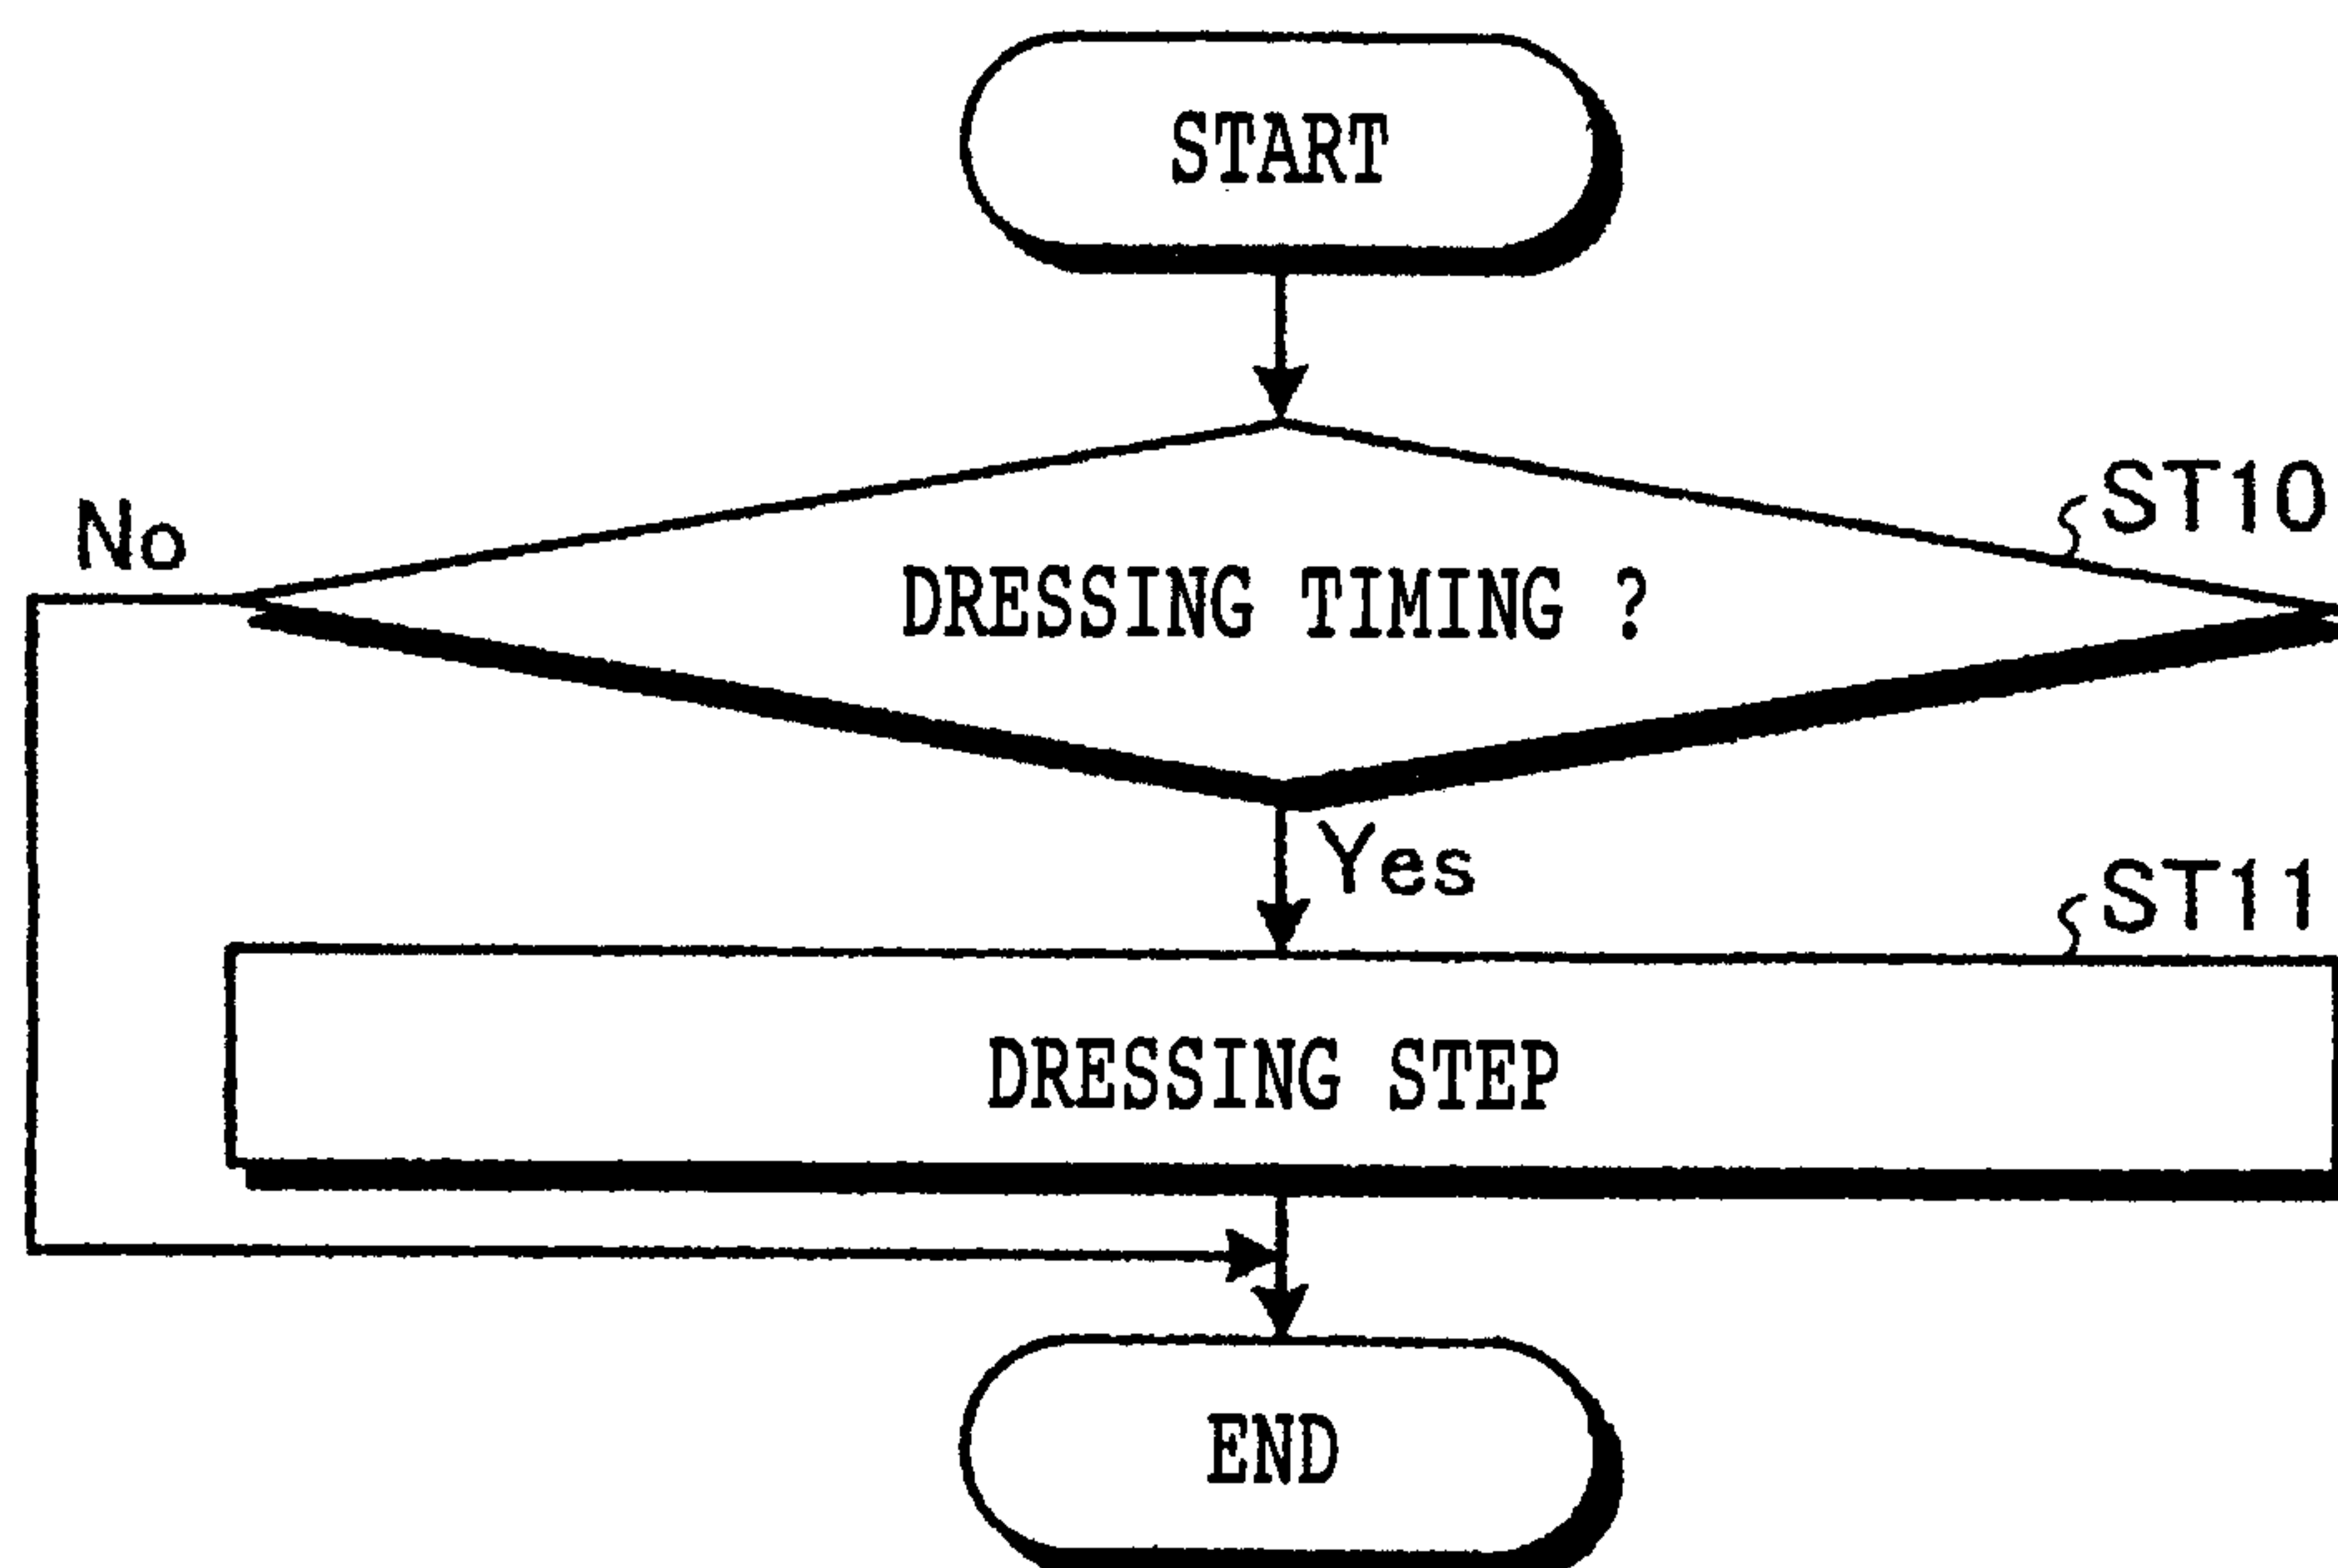 START
No
ST10
DRESSING TIMING ?
Yes
ST11
DRESSING STEP
END